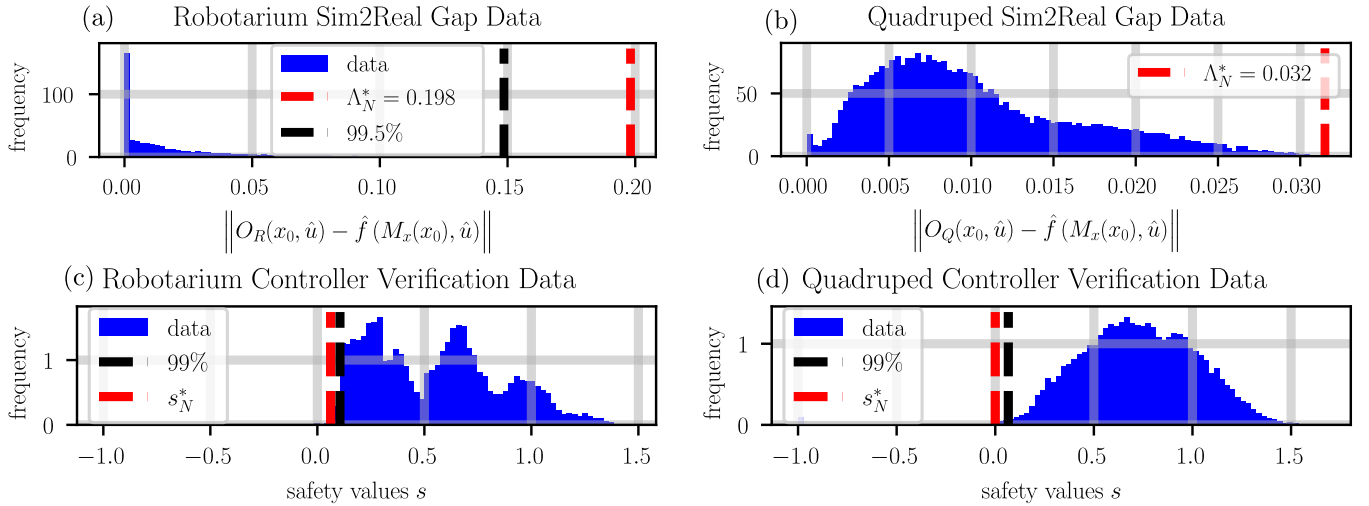 (a) Robotarium Sim2Real Gap Data
frequency
100
0
data
Λ*_N = 0.198
99.5%
0.00 0.05 0.10 0.15 0.20
‖O_R(x_0, û) − f̂ (M_x(x_0), û)‖
(b) Quadruped Sim2Real Gap Data
frequency
50
0
Λ*_N = 0.032
0.000 0.005 0.010 0.015 0.020 0.025 0.030
‖O_Q(x_0, û) − f̂ (M_x(x_0), û)‖
(c) Robotarium Controller Verification Data
frequency
1
0
data
99%
s*_N
−1.0 −0.5 0.0 0.5 1.0 1.5
safety values s
(d) Quadruped Controller Verification Data
frequency
1
0
data
99%
s*_N
−1.0 −0.5 0.0 0.5 1.0 1.5
safety values s